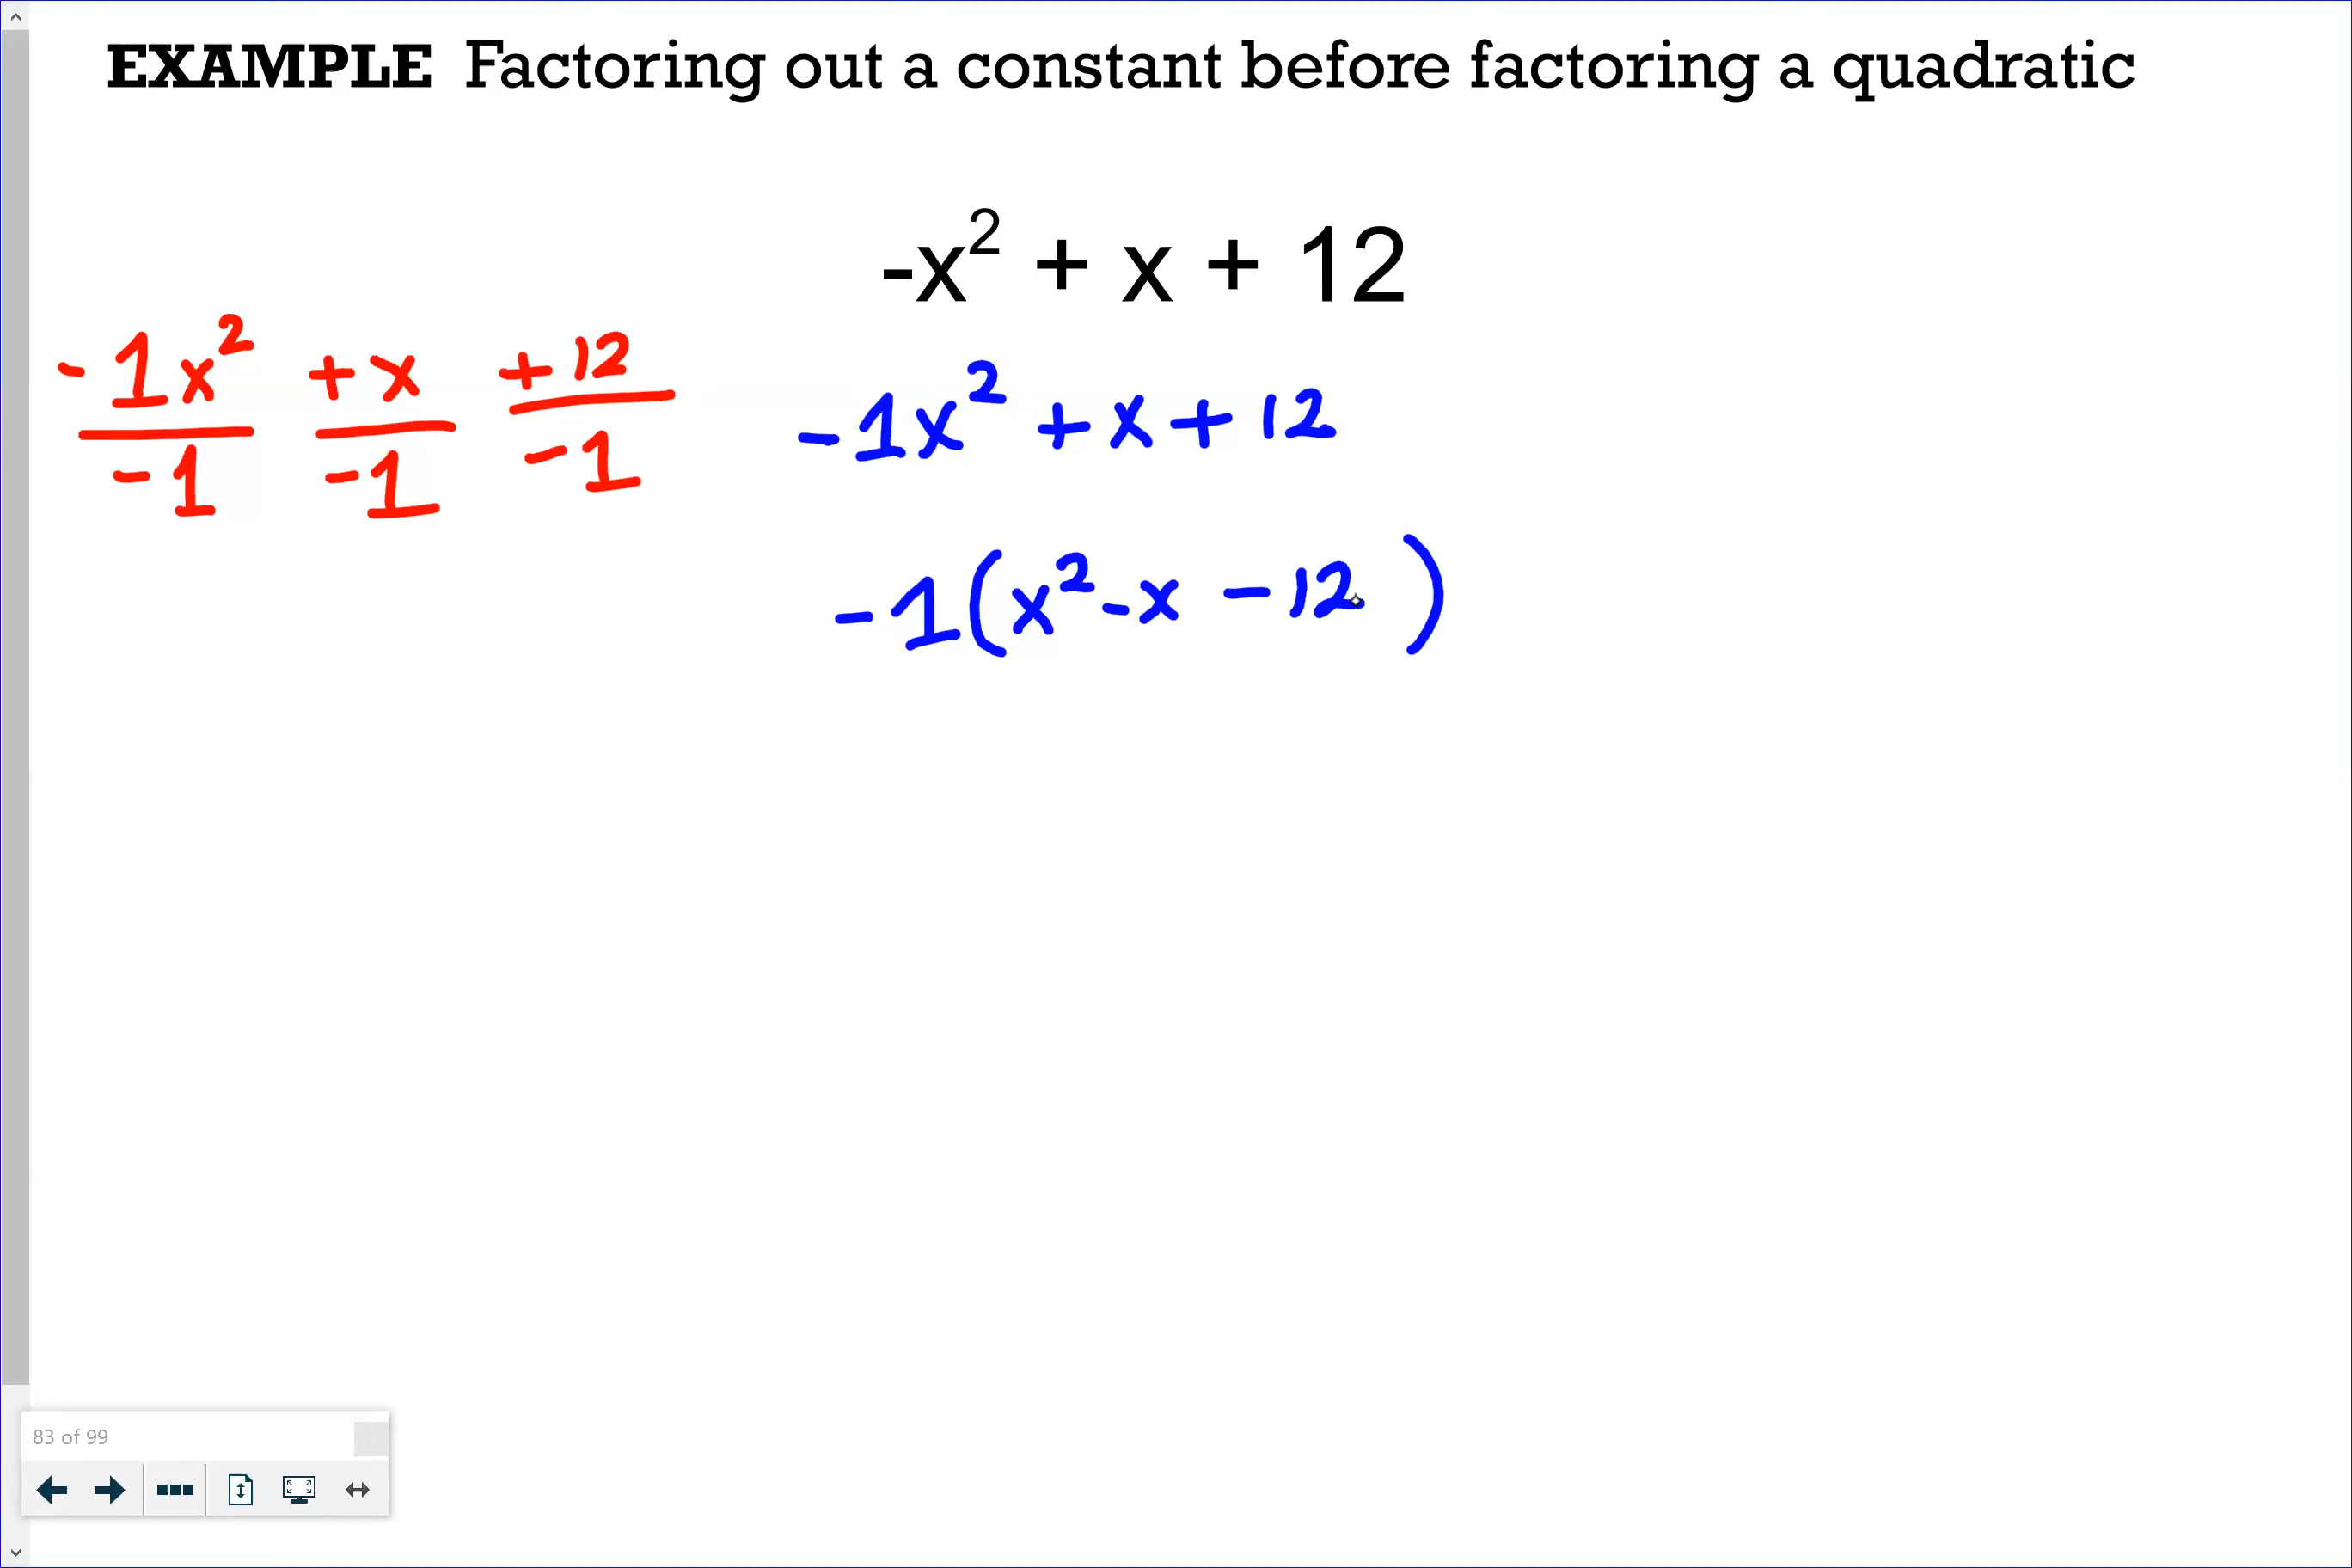 EXAMPLE Factoring out a constant before factoring a quadratic
-x² + x + 12
-1x² +x +12
-1 -1 -1
-1x² +x+12
-1(x²-x -12)
83 of 99